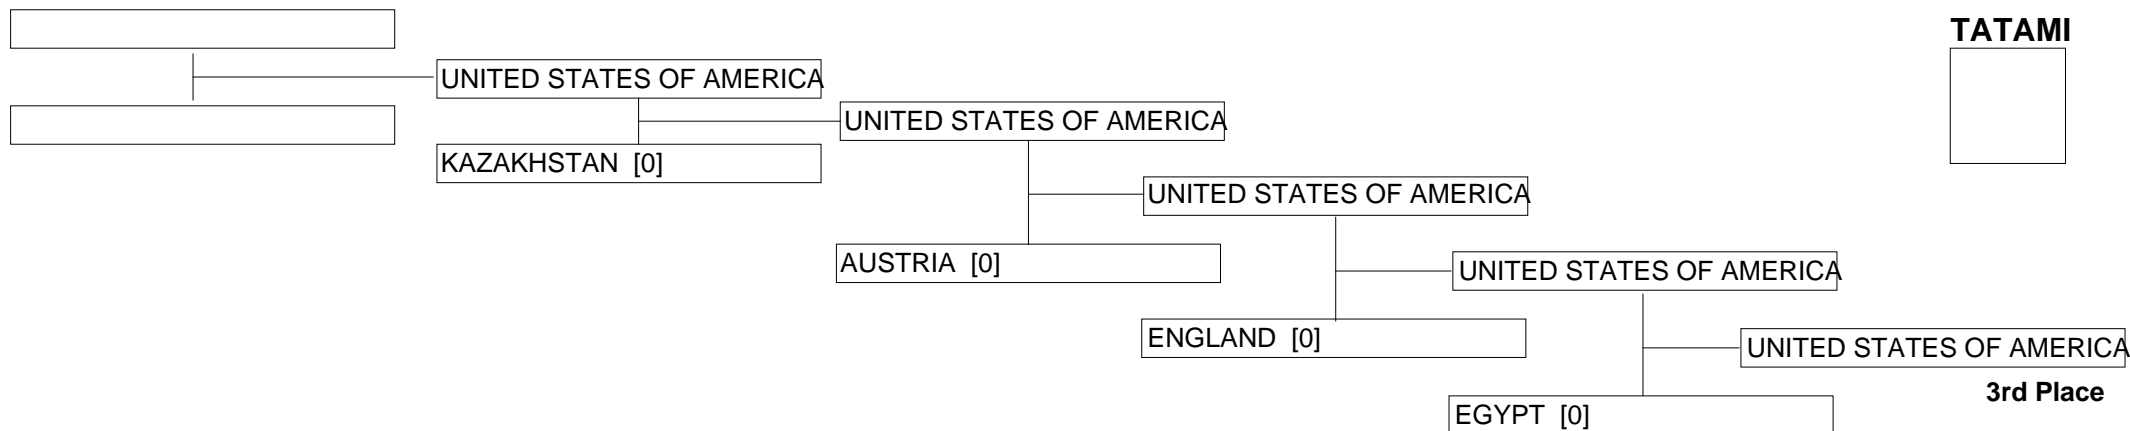 TATAMI
UNITED STATES OF AMERICA
UNITED STATES OF AMERICA
KAZAKHSTAN [0]
UNITED STATES OF AMERICA
AUSTRIA [0]
UNITED STATES OF AMERICA
ENGLAND [0]
UNITED STATES OF AMERICA
3rd Place
EGYPT [0]